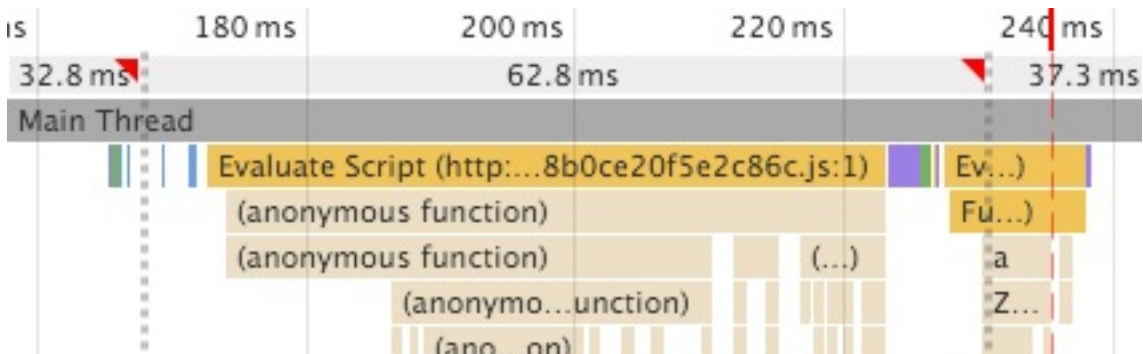 ns 180 ms 200 ms 220 ms 240 ms
32.8 ms 62.8 ms 37.3 ms
Main Thread
Evaluate Script (http:...8b0ce20f5e2c86c.js:1) Ev...)
(anonymous function) Fu...)
(anonymous function) (...) a
(anonymo...unction) Z...
(ano...on)